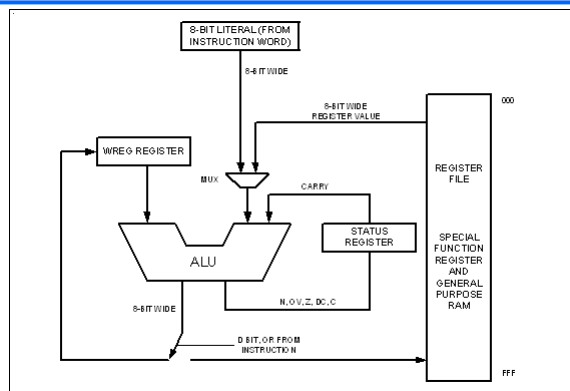 8-BIT LITERAL (FROM
INSTRUCTION WORD)
8-BIT WIDE
8-BIT WIDE
REGISTER VALUE
000
WREG REGISTER
MUX
REGISTER
FILE
CARRY
STATUS
REGISTER
SPECIAL
FUNCTION
REGISTER
AND
GENERAL
PURPOSE
RAM
ALU
N, OV, Z, DC, C
8-BIT WIDE
D BIT, OR FROM
INSTRUCTION
FFF